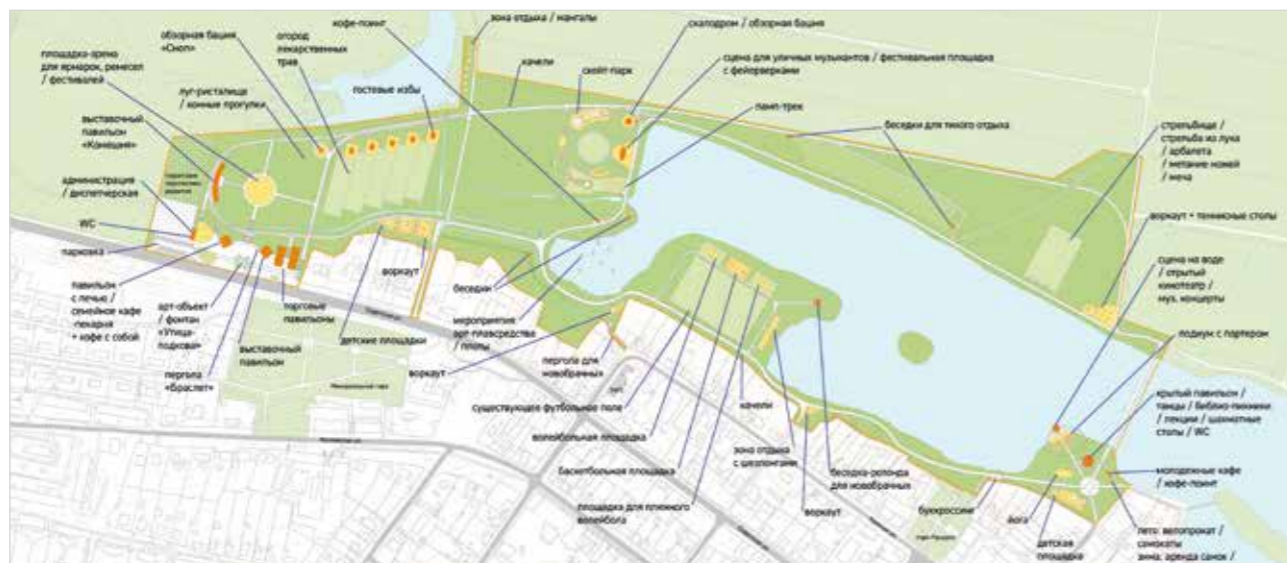 зона отдыха / мангалы
кофе-поинт
скалодром / обзорная башня
обзорная башня
«Сноп»
огород
лекарственных
трав
качели
сцена для уличных музыкантов / фестивальная площадка
с фейерверками
площадка-арена
для ярмарок, ремесел
/ фестивалей
скейт-парк
луг-ристалище
/ конные прогулки
гостевые избы
памп-трек
выставочный
павильон
«Конюшня»
беседки для тихого отдыха
стрельбище /
стрельба из лука
/ арбалета
/ метание ножей
/ меча
администрация
/ диспетчерская
WC
воркаут + теннисные столы
парковка
воркаут
беседки
сцена на воде
/ отрытый
кинотеатр /
муз. концерты
павильон
с печью /
семейное кафе
-пекарня
+ кофе с собой
арт-объект
/ фонтан
«Утица-
подкова»
торговые
павильоны
детские площадки
мероприятия
арт-плавсредства
/ плоты
подиум с партером
выставочный
павильон
пергола
«Браслет»
воркаут
пергола для
новобрачных
крытый павильон /
танцы / библио-пикники
/ лекции / шахматные
столы / WC
существующее футбольное поле
качели
волейбольная площадка
зона отдыха
с шезлонгами
беседка-ротонда
для новобрачных
баскетбольная площадка
молодежные кафе
/ кофе-поинт
площадка для пляжного
волейбола
воркаут
буккроссинг
йога
детская
площадка
лето: велопрокат /
самокаты
зима: аренда санок /